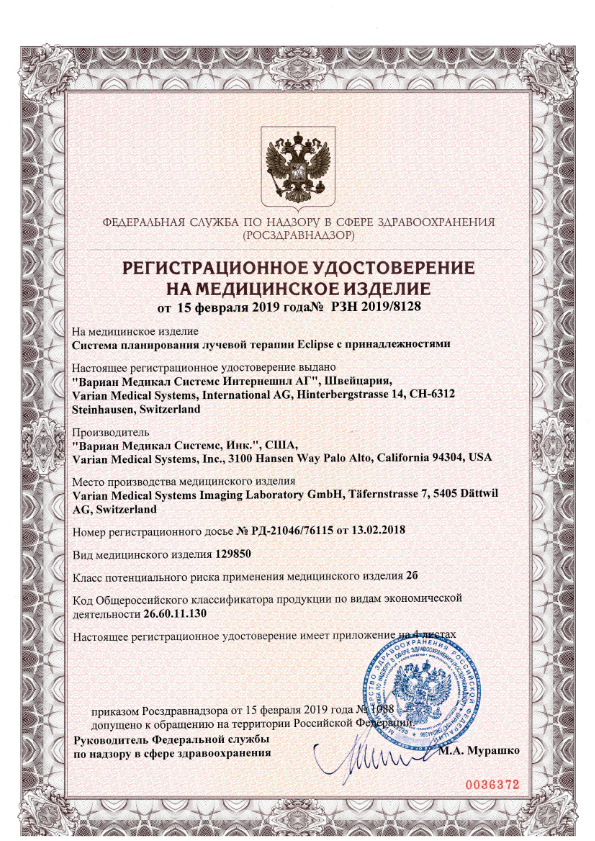 ФЕДЕРАЛЬНАЯ СЛУЖБА ПО НАДЗОРУ В СФЕРЕ ЗДРАВООХРАНЕНИЯ
(РОСЗДРАВНАДЗОР)
РЕГИСТРАЦИОННОЕ УДОСТОВЕРЕНИЕ
НА МЕДИЦИНСКОЕ ИЗДЕЛИЕ
от 15 февраля 2019 года№ РЗН 2019/8128
На медицинское изделие
Система планирования лучевой терапии Eclipse с принадлежностями
Настоящее регистрационное удостоверение выдано
"Вариан Медикал Системс Интернешнл АГ", Швейцария,
Varian Medical Systems, International AG, Hinterbergstrasse 14, CH-6312
Steinhausen, Switzerland
Производитель
"Вариан Медикал Системс, Инк.", США,
Varian Medical Systems, Inc., 3100 Hansen Way Palo Alto, California 94304, USA
Место производства медицинского изделия
Varian Medical Systems Imaging Laboratory GmbH, Täfernstrasse 7, 5405 Dättwil
AG, Switzerland
Номер регистрационного досье № РД-21046/76115 от 13.02.2018
Вид медицинского изделия 129850
Класс потенциального риска применения медицинского изделия 2б
Код Общероссийского классификатора продукции по видам экономической
деятельности 26.60.11.130
Настоящее регистрационное удостоверение имеет приложение на 4 листах
приказом Росздравнадзора от 15 февраля 2019 года № 1088
допущено к обращению на территории Российской Федерации.
Руководитель Федеральной службы
по надзору в сфере здравоохранения
М.А. Мурашко
0036372